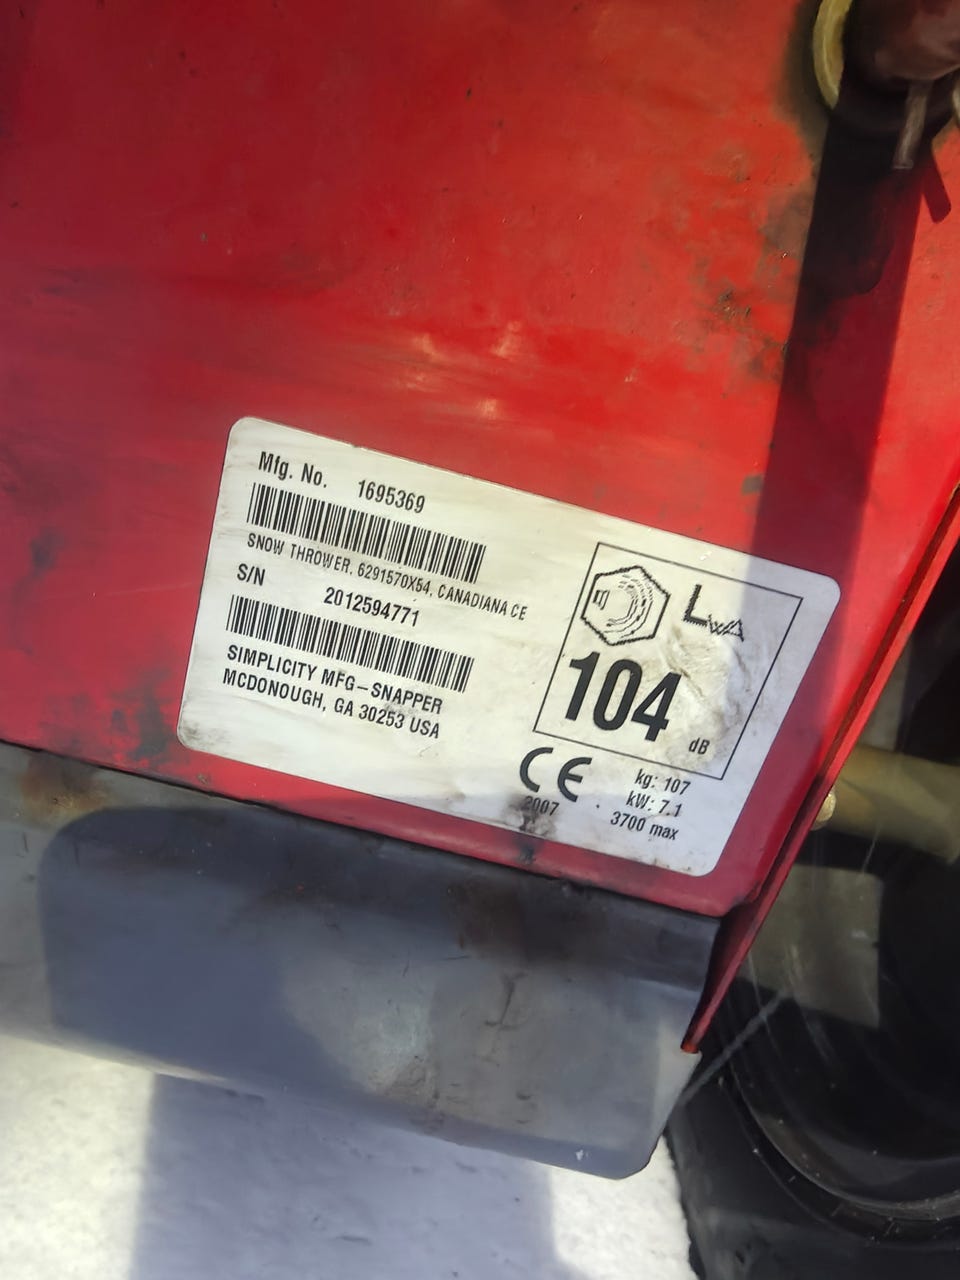 Mfg. No. 1695369
SNOW THROWER, 6291570X54, CANADIANA CE
S/N 2012594771
SIMPLICITY MFG-SNAPPER
MCDONOUGH, GA 30253 USA
LWA
104
dB
CE
2007
kg: 107
kW: 7.1
3700 max